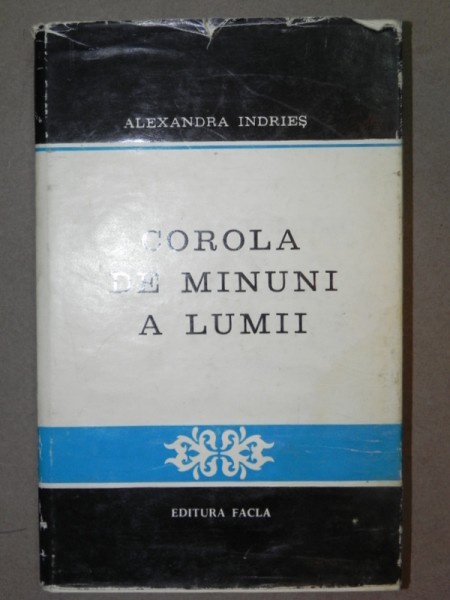 ALEXANDRA INDRIEȘ
COROLA
DE MINUNI
A LUMII
EDITURA FACLA